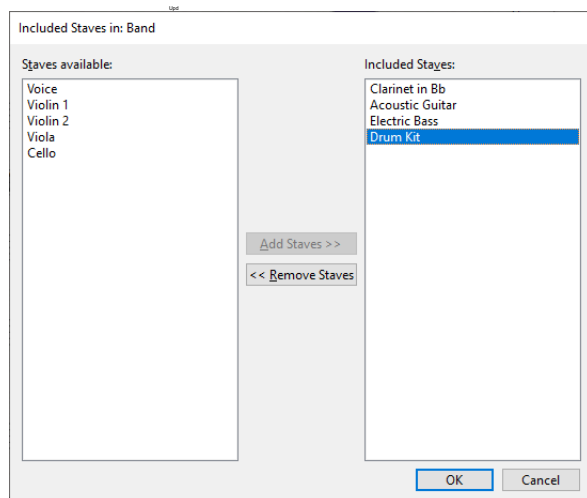 Upd
Included Staves in: Band
Staves available:
Included Staves:
Voice
Violin 1
Violin 2
Viola
Cello
Clarinet in Bb
Acoustic Guitar
Electric Bass
Drum Kit
Add Staves >>
<< Remove Staves
OK
Cancel